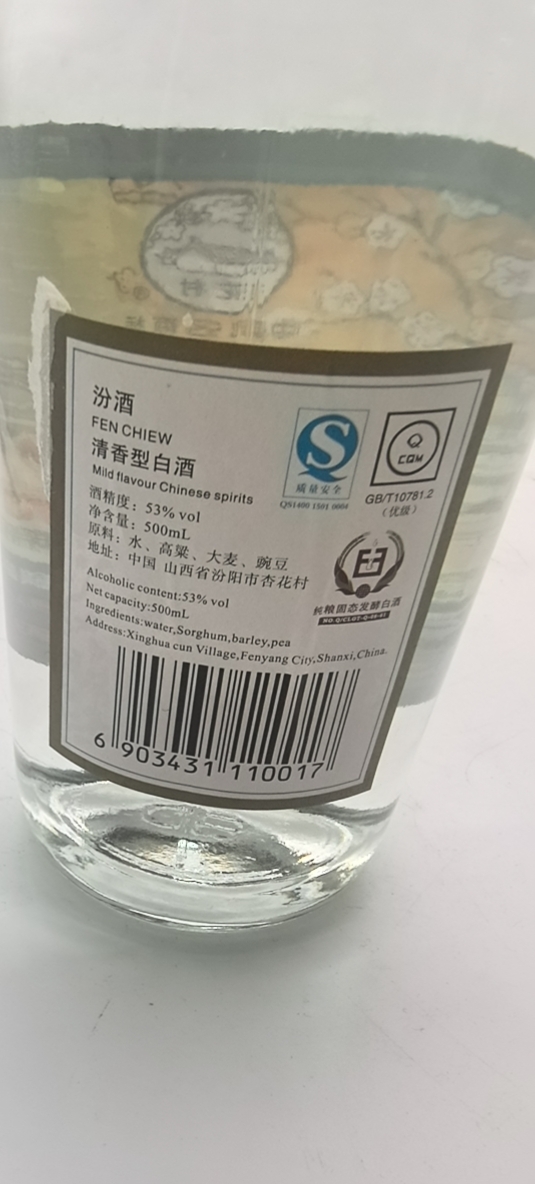 汾酒
FEN CHIEW
清香型白酒
Mild flavour Chinese spirits
酒精度：53% vol
净含量：500mL
原料：水、高粱、大麦、豌豆
地址：中国 山西省汾阳市杏花村
Alcoholic content:53% vol
Net capacity:500mL
Ingredients:water,Sorghum,barley,pea
Address:Xinghua cun Village,Fenyang City,Shanxi,China.
质量安全
QS1400 1501 0004
Q
CQM
GB/T10781.2
（优级）
纯粮固态发酵白酒
6 903431 110017